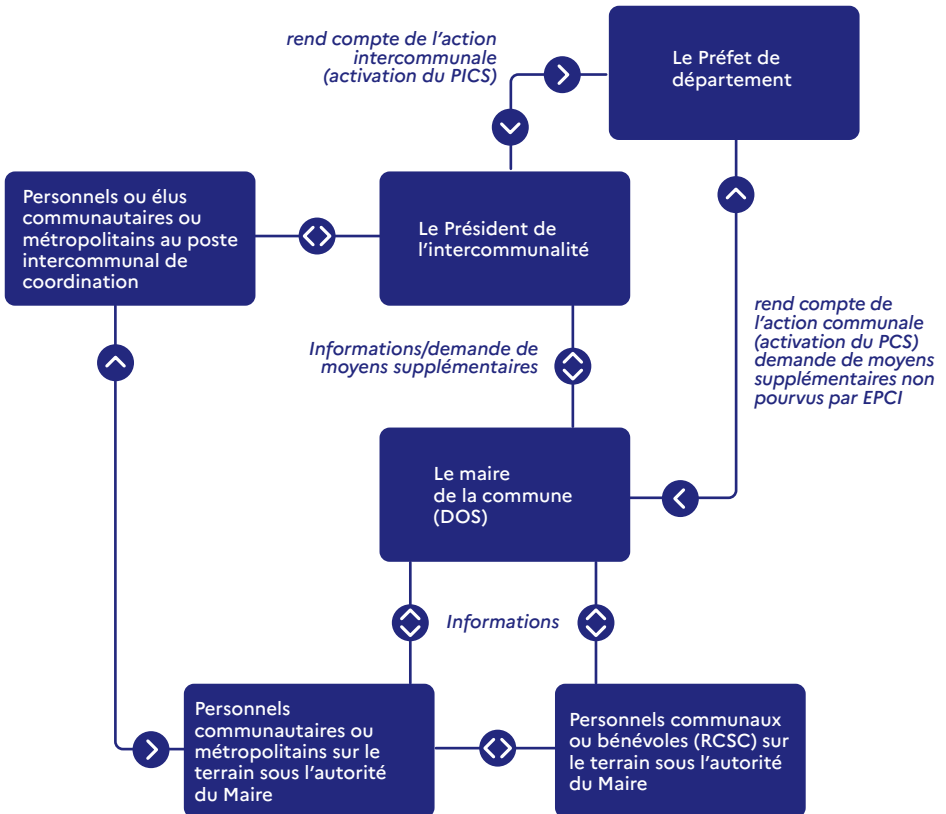 rend compte de l'action
intercommunale
(activation du PICS)
Le Préfet de
département
Personnels ou élus
communautaires ou
métropolitains au poste
intercommunal de
coordination
Le Président de
l'intercommunalité
Informations/demande de
moyens supplémentaires
rend compte de
l'action communale
(activation du PCS)
demande de moyens
supplémentaires non
pourvus par EPCI
Le maire
de la commune
(DOS)
Informations
Personnels
communautaires ou
métropolitains sur le
terrain sous l'autorité
du Maire
Personnels communaux
ou bénévoles (RCSC) sur
le terrain sous l'autorité
du Maire